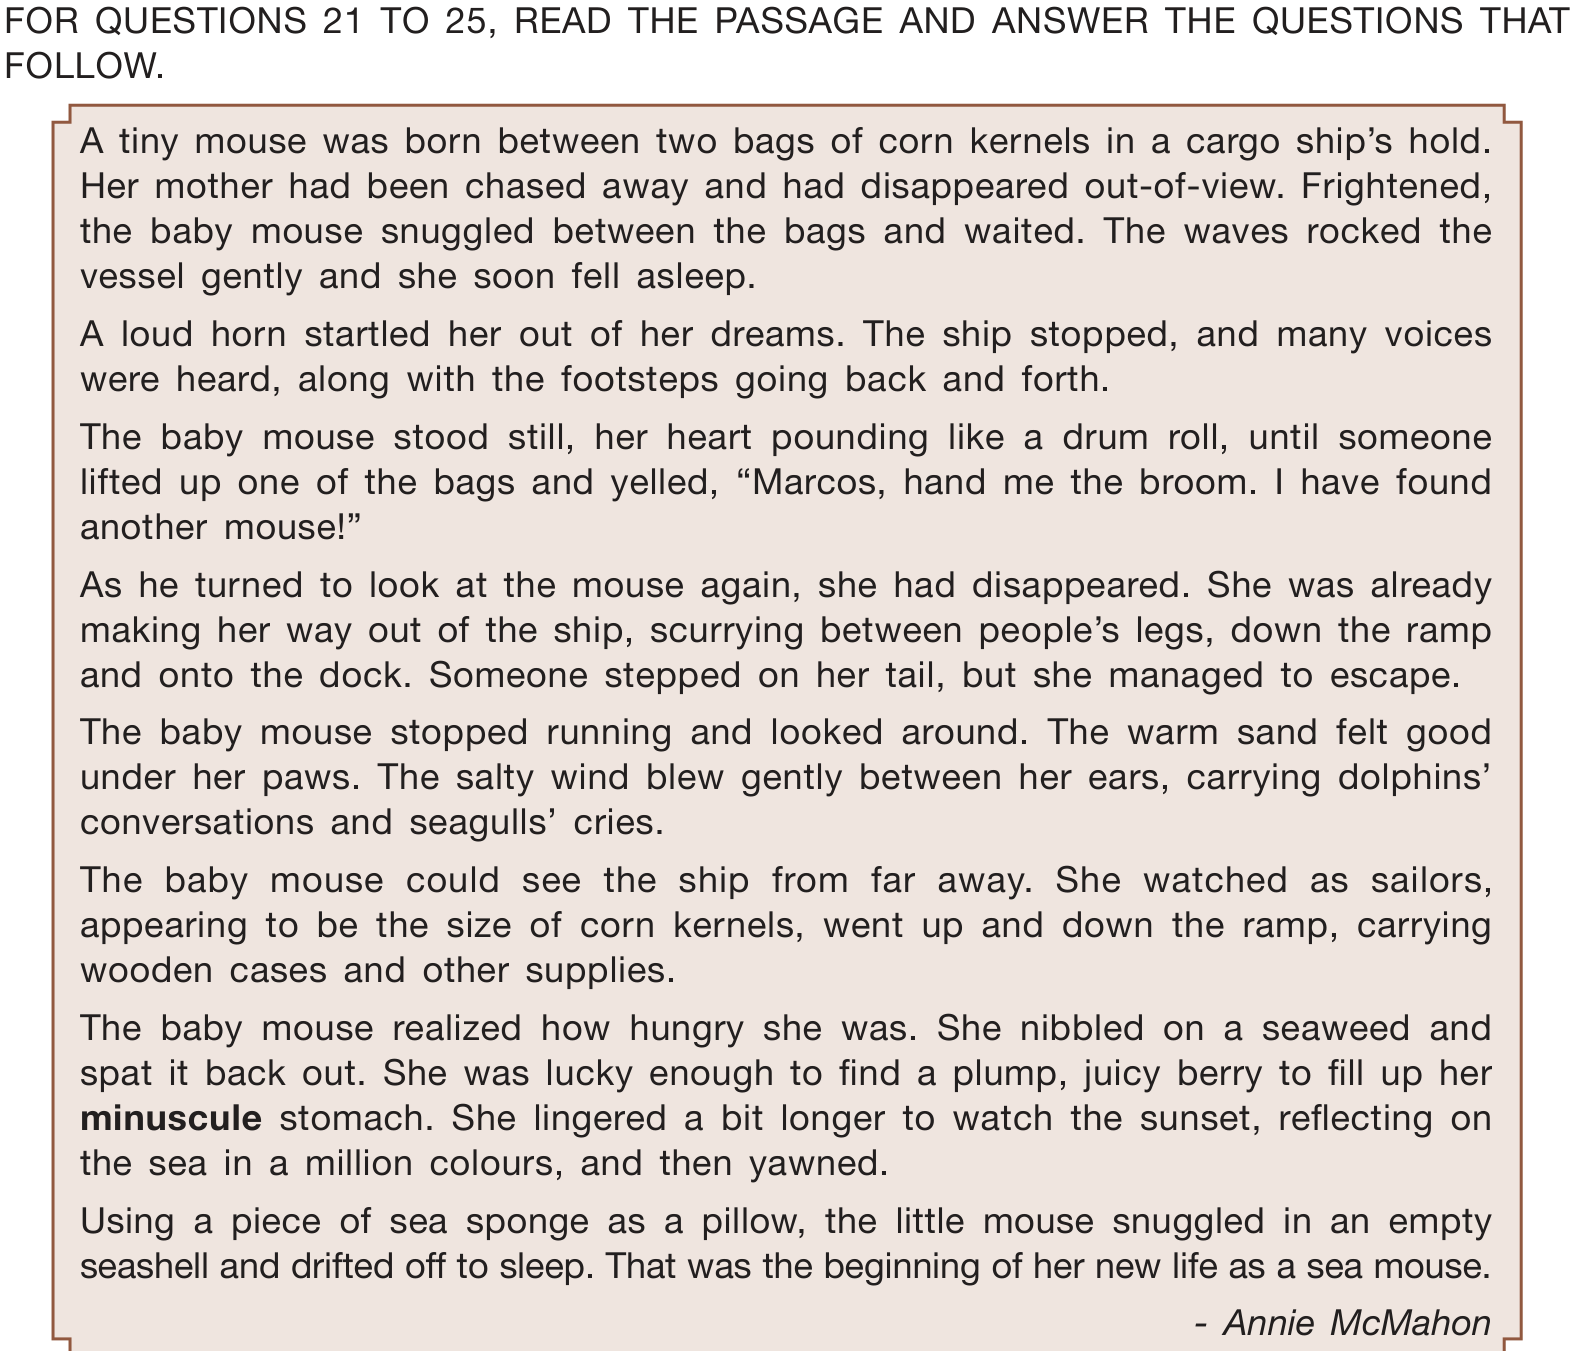 FOR QUESTIONS 21 TO 25, READ THE PASSAGE AND ANSWER THE QUESTIONS THAT
FOLLOW.
A tiny mouse was born between two bags of corn kernels in a cargo ship’s hold.
Her mother had been chased away and had disappeared out-of-view. Frightened,
the baby mouse snuggled between the bags and waited. The waves rocked the
vessel gently and she soon fell asleep.
A loud horn startled her out of her dreams. The ship stopped, and many voices
were heard, along with the footsteps going back and forth.
The baby mouse stood still, her heart pounding like a drum roll, until someone
lifted up one of the bags and yelled, “Marcos, hand me the broom. I have found
another mouse!”
As he turned to look at the mouse again, she had disappeared. She was already
making her way out of the ship, scurrying between people’s legs, down the ramp
and onto the dock. Someone stepped on her tail, but she managed to escape.
The baby mouse stopped running and looked around. The warm sand felt good
under her paws. The salty wind blew gently between her ears, carrying dolphins’
conversations and seagulls’ cries.
The baby mouse could see the ship from far away. She watched as sailors,
appearing to be the size of corn kernels, went up and down the ramp, carrying
wooden cases and other supplies.
The baby mouse realized how hungry she was. She nibbled on a seaweed and
spat it back out. She was lucky enough to find a plump, juicy berry to fill up her
minuscule stomach. She lingered a bit longer to watch the sunset, reflecting on
the sea in a million colours, and then yawned.
Using a piece of sea sponge as a pillow, the little mouse snuggled in an empty
seashell and drifted off to sleep. That was the beginning of her new life as a sea mouse.
- Annie McMahon